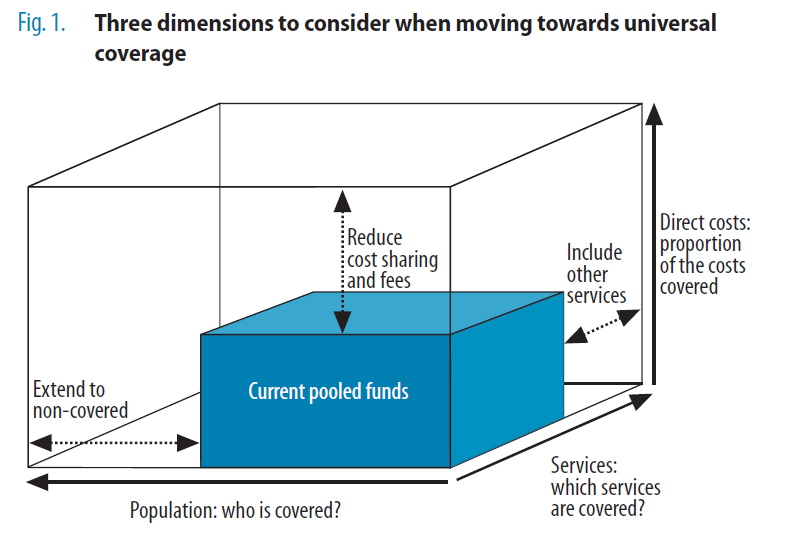 Fig. 1. Three dimensions to consider when moving towards universal
coverage
Reduce
cost sharing
and fees
Include
other
services
Direct costs:
proportion
of the costs
covered
Extend to
non-covered
Current pooled funds
Services:
which services
are covered?
Population: who is covered?